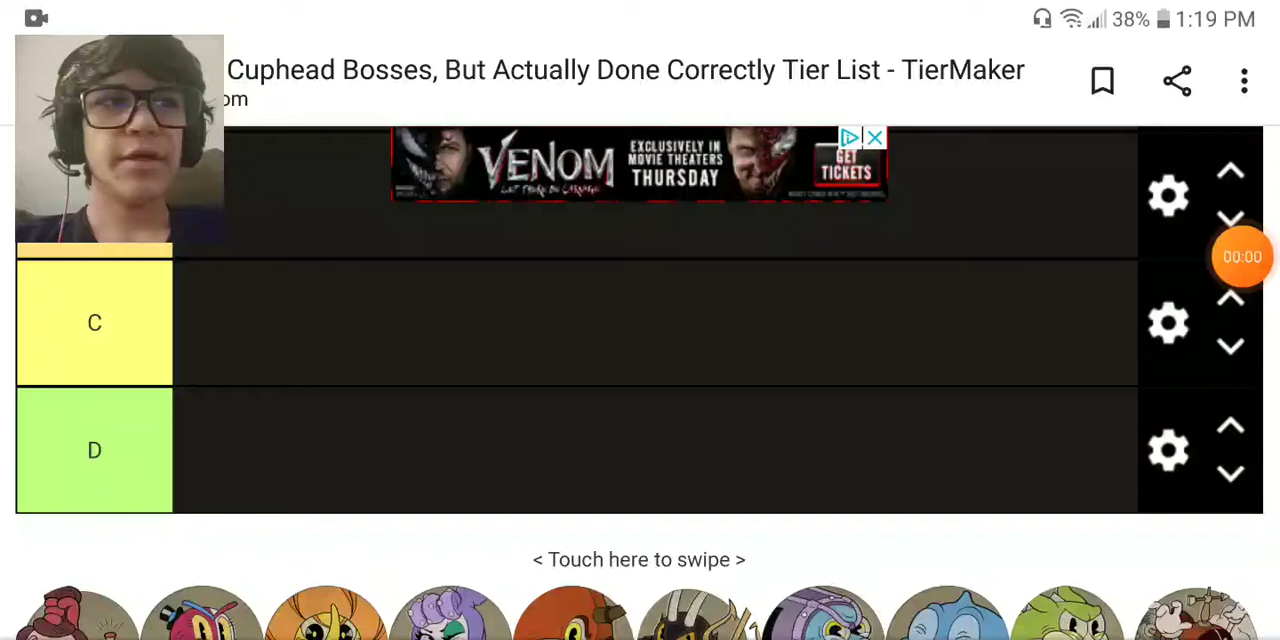 38% 1:19 PM
Cuphead Bosses, But Actually Done Correctly Tier List - TierMaker
om
VENOM
EXCLUSIVELY IN
MOVIE THEATERS
THURSDAY
GET
TICKETS
00:00
C
D
< Touch here to swipe >